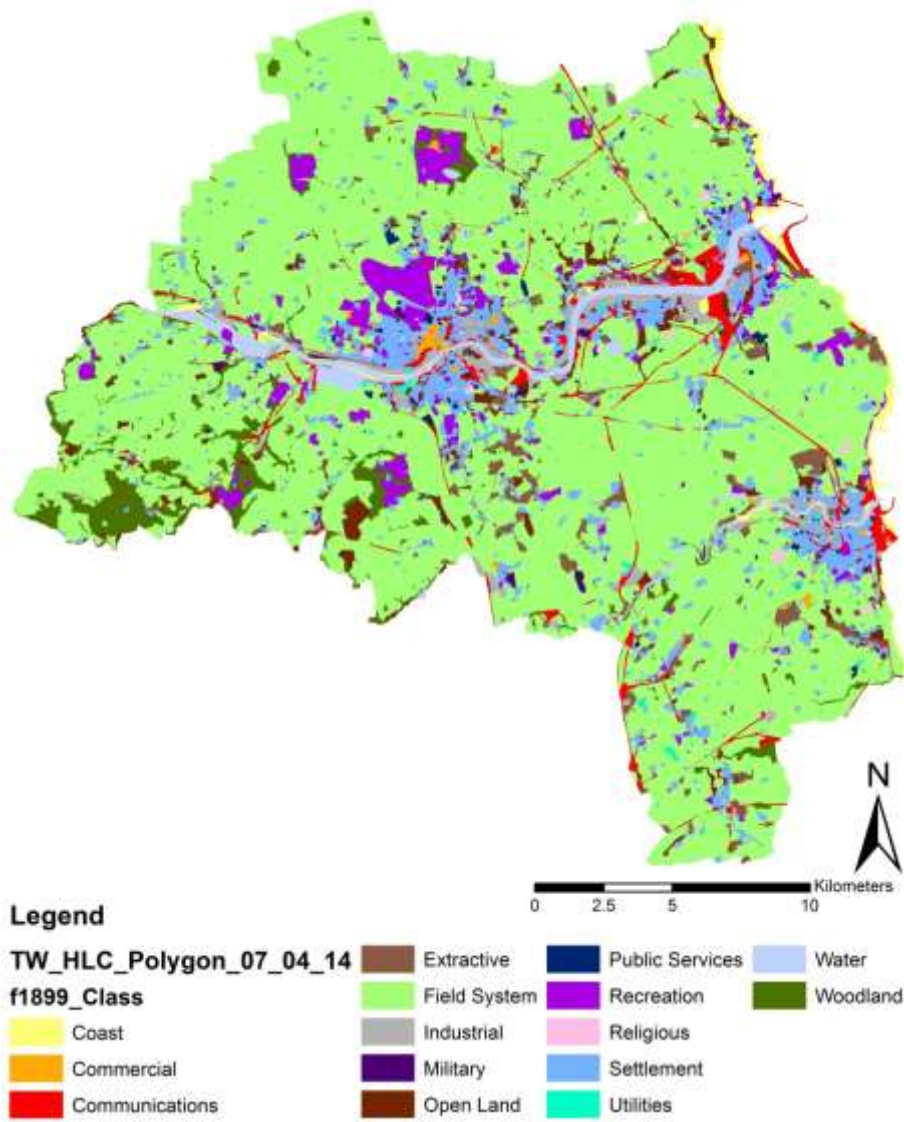 N
Kilometers
0 2.5 5 10
Legend
TW_HLC_Polygon_07_04_14
f1899_Class
Coast
Commercial
Communications
Extractive
Field System
Industrial
Military
Open Land
Public Services
Recreation
Religious
Settlement
Utilities
Water
Woodland